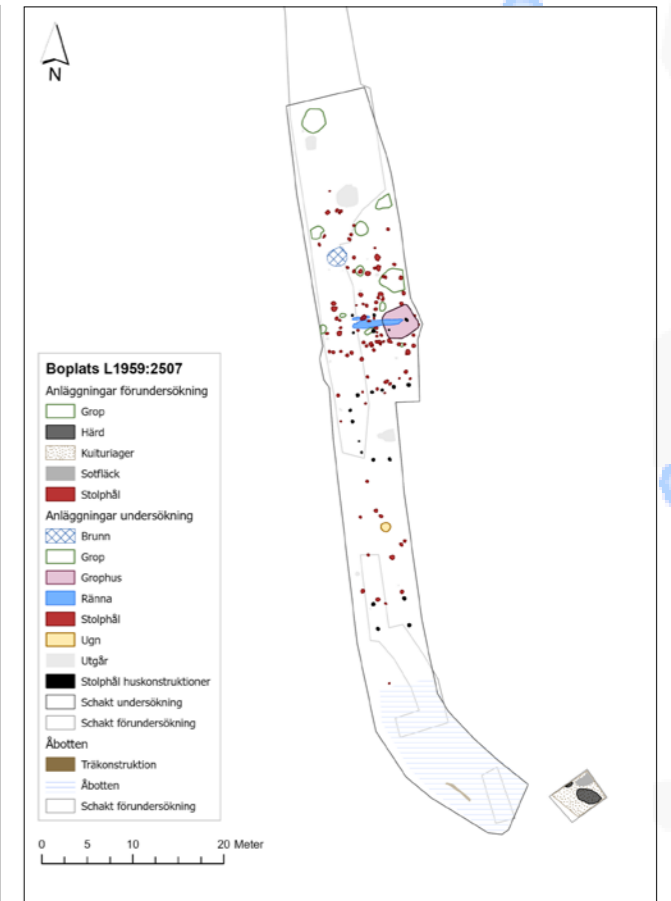 N
Boplats L1959:2507
Anläggningar förundersökning
Grop
Härd
Kulturlager
Sotfläck
Stolphål
Anläggningar undersökning
Brunn
Grop
Grophus
Ränna
Stolphål
Ugn
Utgår
Stolphål huskonstruktioner
Schakt undersökning
Schakt förundersökning
Åbotten
Träkonstruktion
Åbotten
Schakt förundersökning
0 5 10 20 Meter